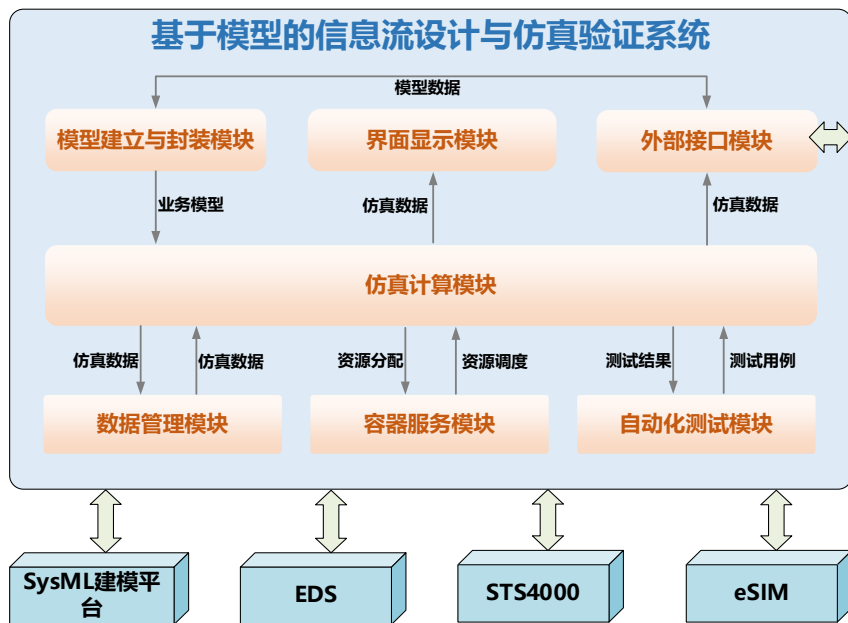 基于模型的信息流设计与仿真验证系统
模型数据
模型建立与封装模块
界面显示模块
外部接口模块
业务模型
仿真数据
仿真数据
仿真计算模块
仿真数据
仿真数据
资源分配
资源调度
测试结果
测试用例
数据管理模块
容器服务模块
自动化测试模块
SysML建模平
台
EDS
STS4000
eSIM